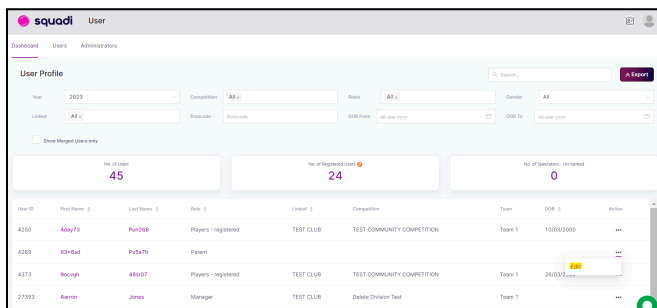 squadi User
Dashboard Users Administrators
User Profile Search... Export
Year 2023 Competition All x Roles All x Gender All
Linked All x Postcode Postcode DOB From dd-mm-yyyy DOB To dd-mm-yyyy
Show Merged Users only
No. of Users No. of Registered Users ? No. of Spectators - Un-named
45 24 0
User ID First Name Last Name Role Linked Competition Team DOB Action
4250 4day73 Pun288 Players - registered TEST CLUB TEST COMMUNITY COMPETITION Team 1 10/03/2000 •••
4269 63x6ad Px5a7h Parent •••
Edit
4373 9ocvgh 49sr07 Players - registered TEST CLUB TEST COMMUNITY COMPETITION Team 1 26/03/2000
27393 Aarron Jones Manager TEST CLUB Delete Division Test Team 1 •••